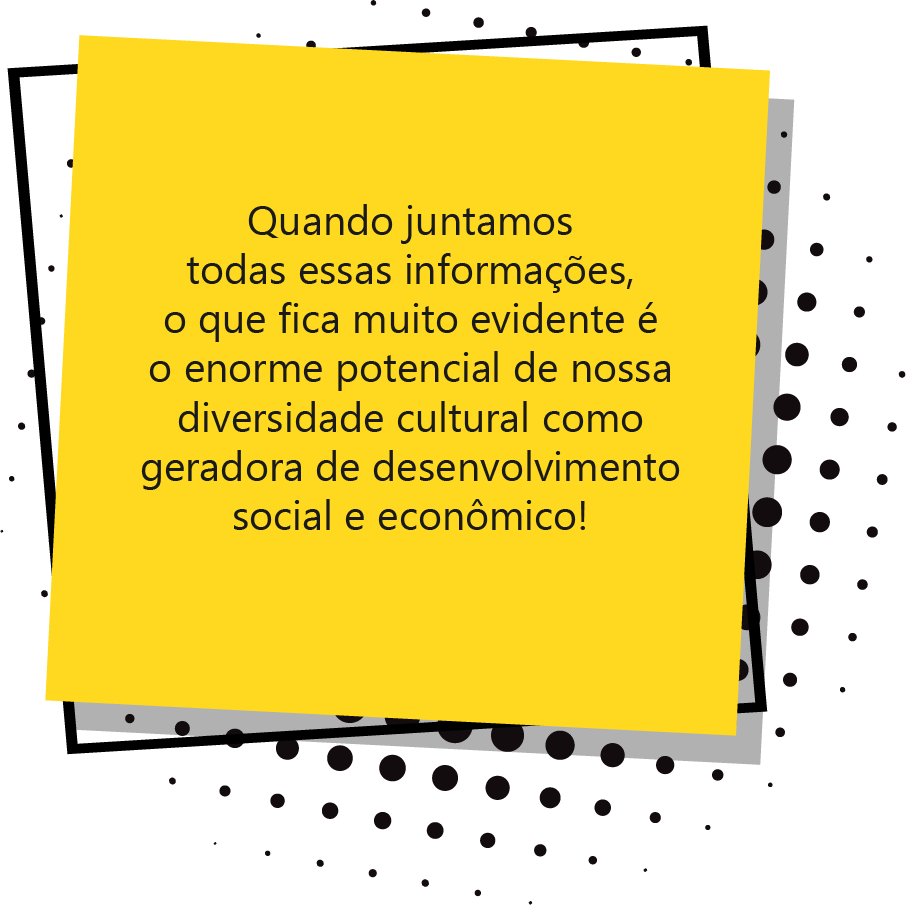 Quando juntamos
todas essas informações,
o que fica muito evidente é
o enorme potencial de nossa
diversidade cultural como
geradora de desenvolvimento
social e econômico!